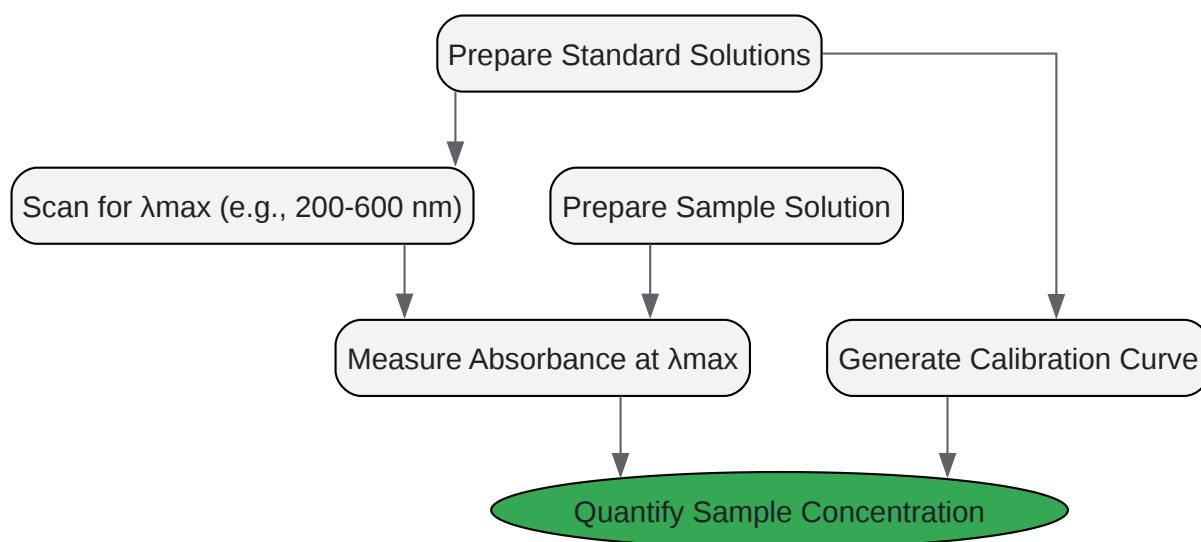 Prepare Standard Solutions
Scan for λmax (e.g., 200-600 nm)
Prepare Sample Solution
Measure Absorbance at λmax
Generate Calibration Curve
Quantify Sample Concentration